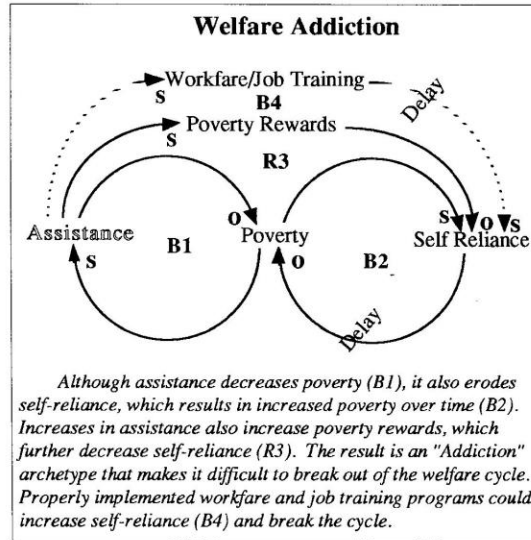 Welfare Addiction
Workfare/Job Training
Delay
S
B4
S
Poverty Rewards
R3
Assistance
S
B1
O
Poverty
O
B2
S
O
S
Self Reliance
Delay
Although assistance decreases poverty (B1), it also erodes
self-reliance, which results in increased poverty over time (B2).
Increases in assistance also increase poverty rewards, which
further decrease self-reliance (R3). The result is an "Addiction"
archetype that makes it difficult to break out of the welfare cycle.
Properly implemented workfare and job training programs could
increase self-reliance (B4) and break the cycle.